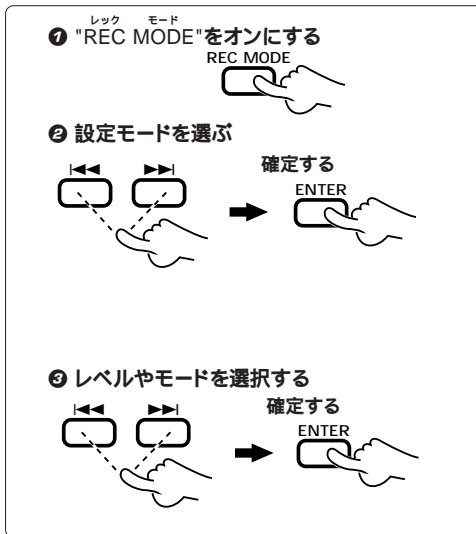 レック モード
❶ "REC MODE"をオンにする
REC MODE
❷ 設定モードを選ぶ
確定する
ENTER
❸ レベルやモードを選択する
確定する
ENTER